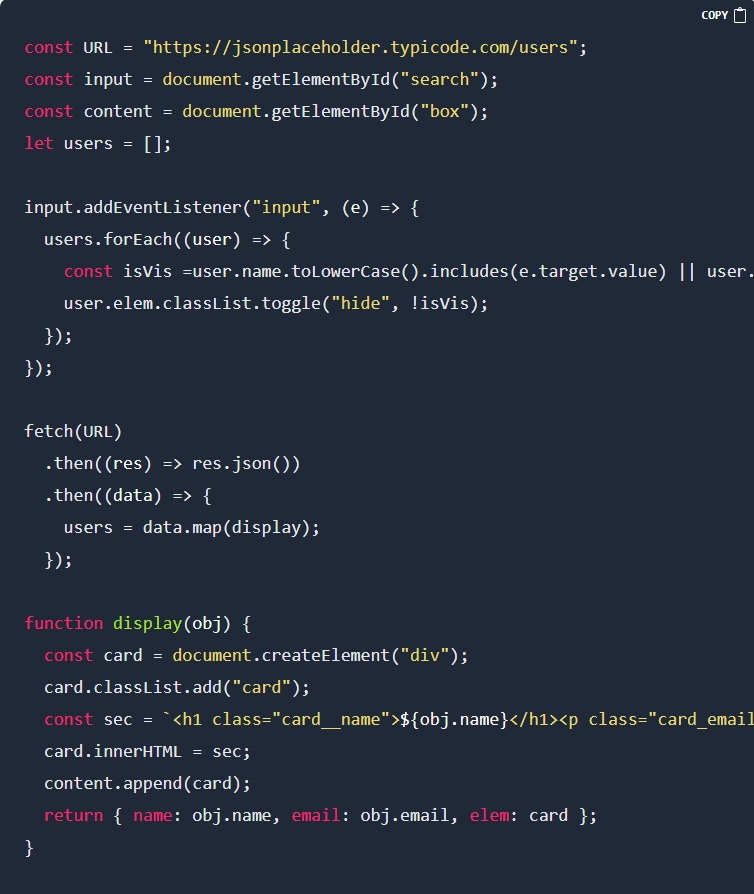 COPY
const URL = "https://jsonplaceholder.typicode.com/users";
const input = document.getElementById("search");
const content = document.getElementById("box");
let users = [];
input.addEventListener("input", (e) => {
  users.forEach((user) => {
    const isVis =user.name.toLowerCase().includes(e.target.value) || user.
    user.elem.classList.toggle("hide", !isVis);
  });
});
fetch(URL)
  .then((res) => res.json())
  .then((data) => {
    users = data.map(display);
  });
function display(obj) {
  const card = document.createElement("div");
  card.classList.add("card");
  const sec = `<h1 class="card__name">${obj.name}</h1><p class="card_email
  card.innerHTML = sec;
  content.append(card);
  return { name: obj.name, email: obj.email, elem: card };
}